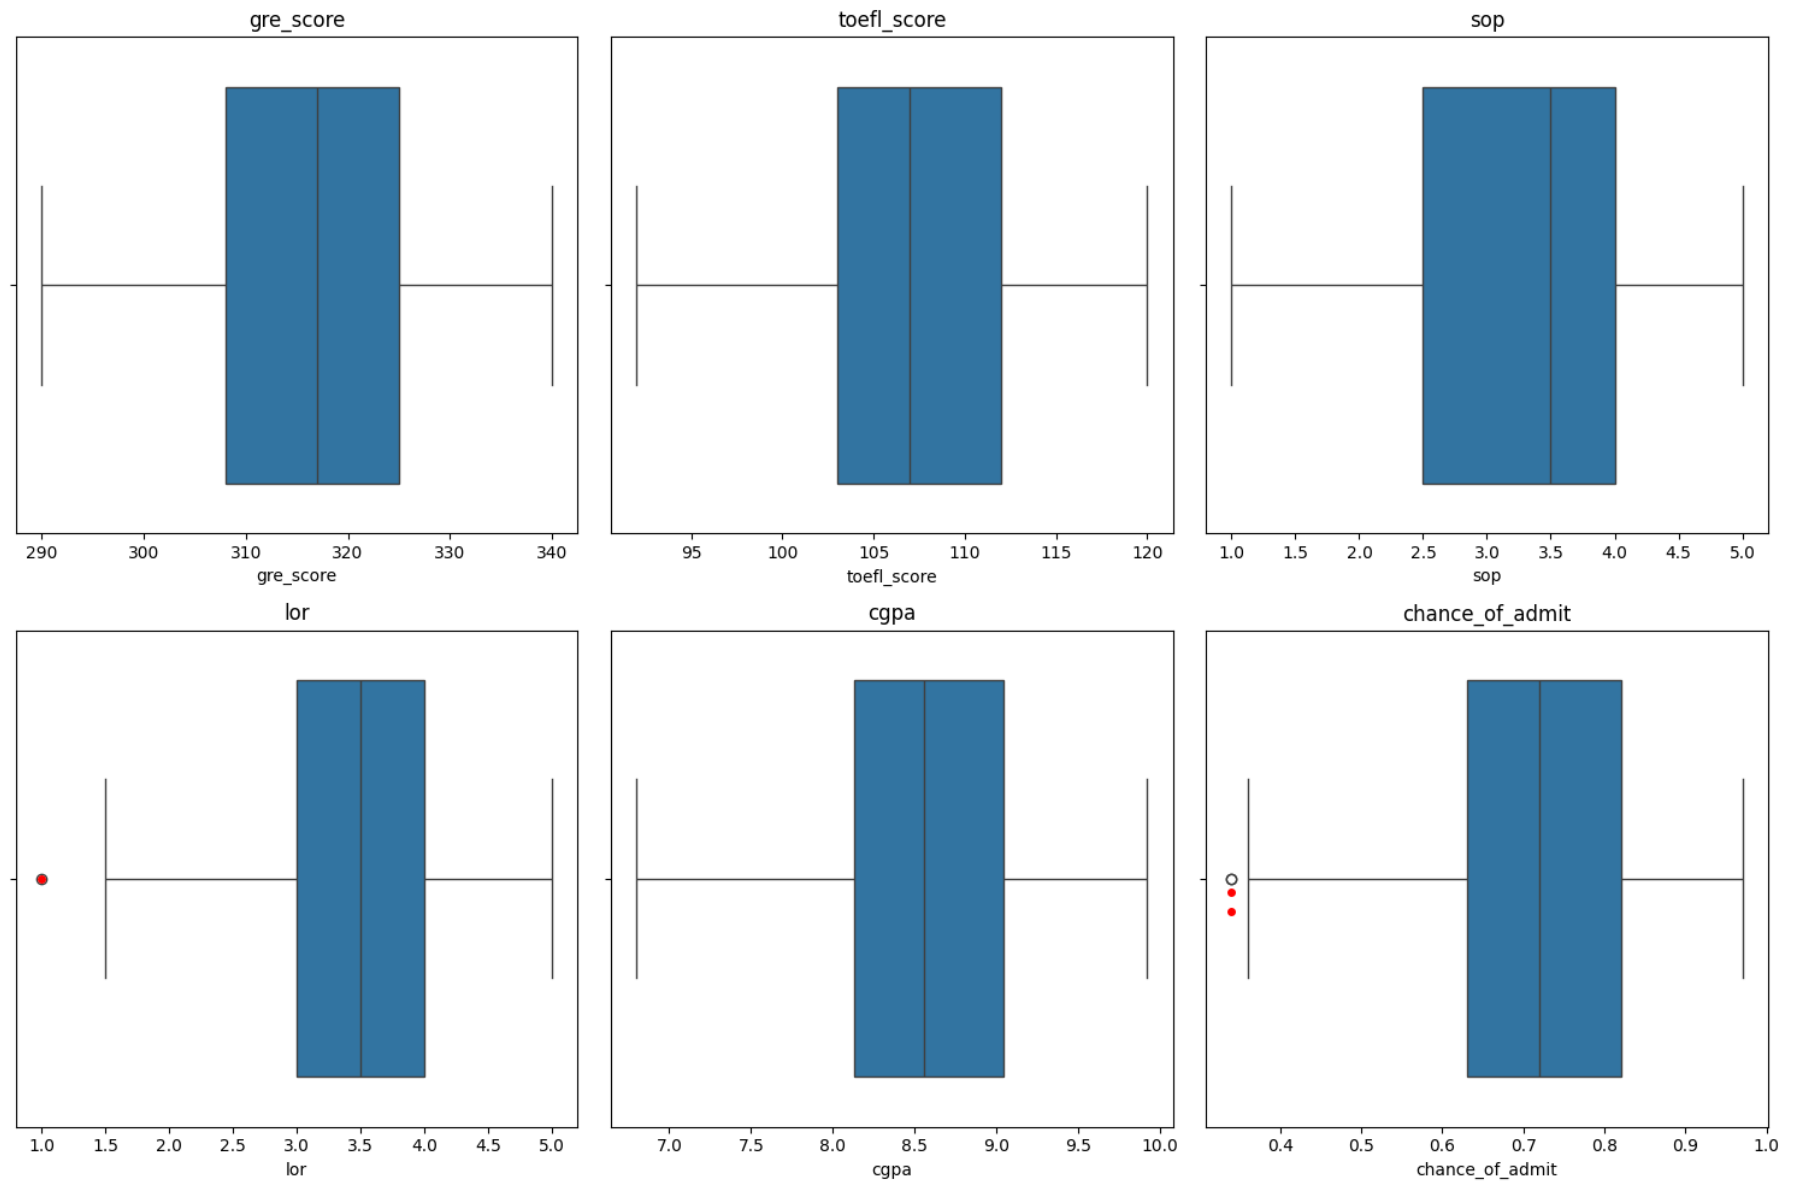 gre_score
toefl_score
sop
290 300 310 320 330 340
95 100 105 110 115 120
1.0 1.5 2.0 2.5 3.0 3.5 4.0 4.5 5.0
gre_score
toefl_score
sop
lor
cgpa
chance_of_admit
1.0 1.5 2.0 2.5 3.0 3.5 4.0 4.5 5.0
7.0 7.5 8.0 8.5 9.0 9.5 10.0
0.4 0.5 0.6 0.7 0.8 0.9 1.0
lor
cgpa
chance_of_admit